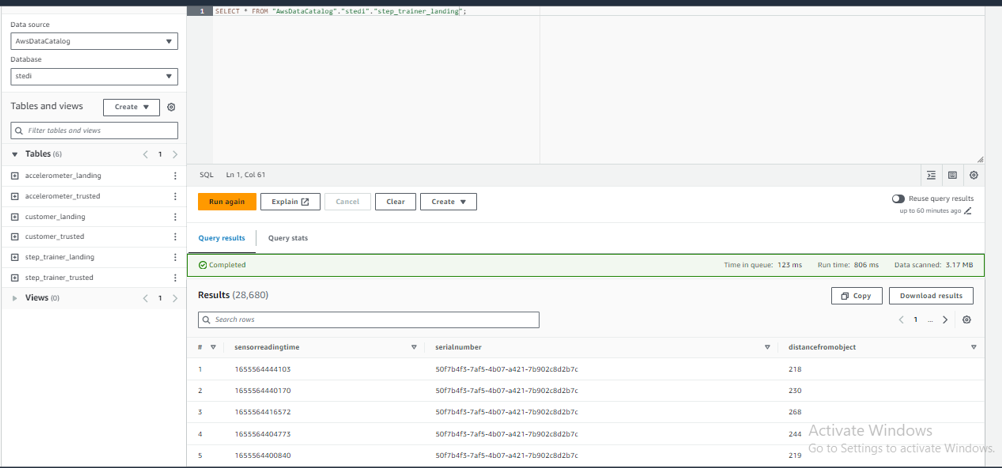 1 SELECT * FROM "AwsDataCatalog"."stedi"."step_trainer_landing";
Data source
AwsDataCatalog
Database
stedi
Tables and views
Create
Filter tables and views
Tables (6)
1
accelerometer_landing
accelerometer_trusted
customer_landing
customer_trusted
step_trainer_landing
step_trainer_trusted
Views (0)
1
SQL Ln 1, Col 61
Run again Explain Cancel Clear Create
Reuse query results
up to 60 minutes ago
Query results Query stats
Completed Time in queue: 123 ms Run time: 806 ms Data scanned: 3.17 MB
Results (28,680) Copy Download results
Search rows 1 ...
# sensorreadingtime serialnumber distancefromobject
1 1655564444103 50f7b4f3-7af5-4b07-a421-7b902c8d2b7c 218
2 1655564440170 50f7b4f3-7af5-4b07-a421-7b902c8d2b7c 230
3 1655564416572 50f7b4f3-7af5-4b07-a421-7b902c8d2b7c 268
4 1655564404773 50f7b4f3-7af5-4b07-a421-7b902c8d2b7c 244
5 1655564400840 50f7b4f3-7af5-4b07-a421-7b902c8d2b7c 219
Activate Windows
Go to Settings to activate Windows.